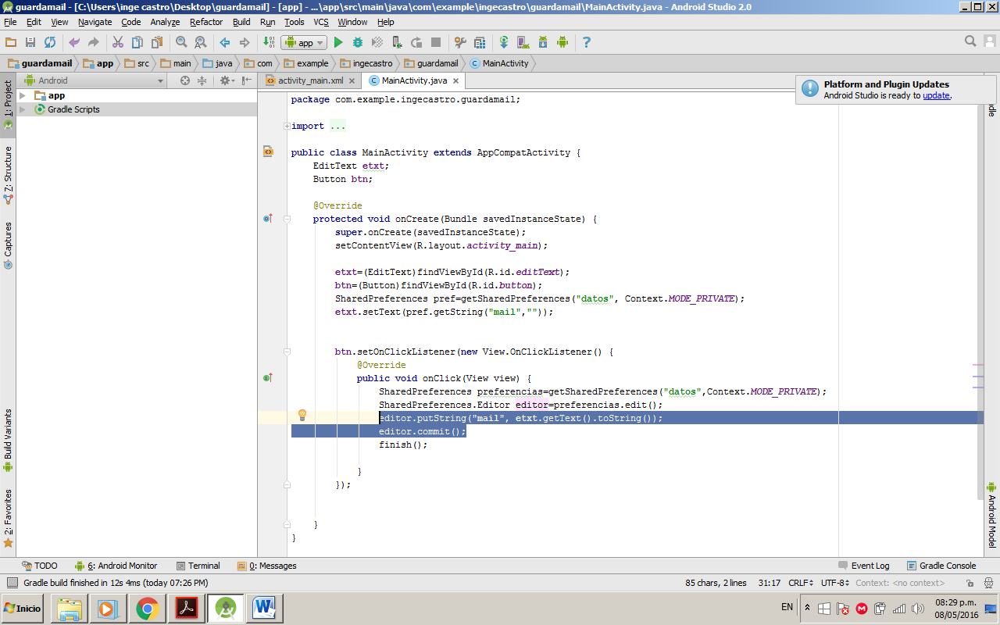 guardamail - [C:\Users\inge castro\Desktop\guardamail] - [app] - ...\app\src\main\java\com\example\ingecastro\guardamail\MainActivity.java - Android Studio 2.0
File Edit View Navigate Code Analyze Refactor Build Run Tools VCS Window Help
app
guardamail app src main java com example ingecastro guardamail MainActivity
Android
activity_main.xml
MainActivity.java
Platform and Plugin Updates
Android Studio is ready to update.
1: Project
7: Structure
Captures
Build Variants
2: Favorites
app
Gradle Scripts
package com.example.ingecastro.guardamail;
import ...
public class MainActivity extends AppCompatActivity {
EditText etxt;
Button btn;
@Override
protected void onCreate(Bundle savedInstanceState) {
super.onCreate(savedInstanceState);
setContentView(R.layout.activity_main);
etxt=(EditText)findViewById(R.id.editText);
btn=(Button)findViewById(R.id.button);
SharedPreferences pref=getSharedPreferences("datos", Context.MODE_PRIVATE);
etxt.setText(pref.getString("mail",""));
btn.setOnClickListener(new View.OnClickListener() {
@Override
public void onClick(View view) {
SharedPreferences preferencias=getSharedPreferences("datos",Context.MODE_PRIVATE);
SharedPreferences.Editor editor=preferencias.edit();
editor.putString("mail", etxt.getText().toString());
editor.commit();
finish();
}
});
}
}
Android Model
TODO 6: Android Monitor Terminal 0: Messages Event Log Gradle Console
Gradle build finished in 12s 4ms (today 07:26 PM) 85 chars, 2 lines 31:17 CRLF UTF-8 Context: <no context>
Inicio
EN
08:29 p.m.
08/05/2016